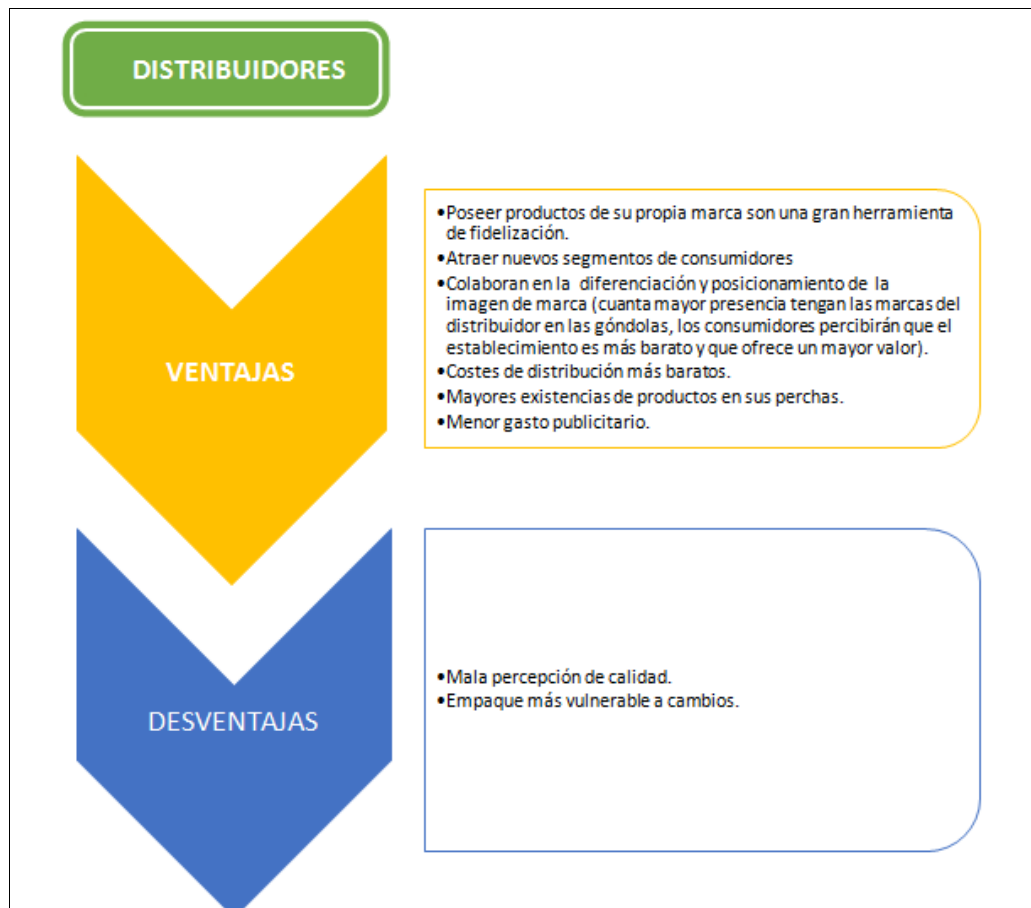 DISTRIBUIDORES
•Poseer productos de su propia marca son una gran herramienta
de fidelización.
•Atraer nuevos segmentos de consumidores
•Colaboran en la diferenciación y posicionamiento de la
imagen de marca (cuanta mayor presencia tengan las marcas del
distribuidor en las góndolas, los consumidores percibirán que el
establecimiento es más barato y que ofrece un mayor valor).
•Costes de distribución más baratos.
•Mayores existencias de productos en sus perchas.
•Menor gasto publicitario.
VENTAJAS
•Mala percepción de calidad.
•Empaque más vulnerable a cambios.
DESVENTAJAS